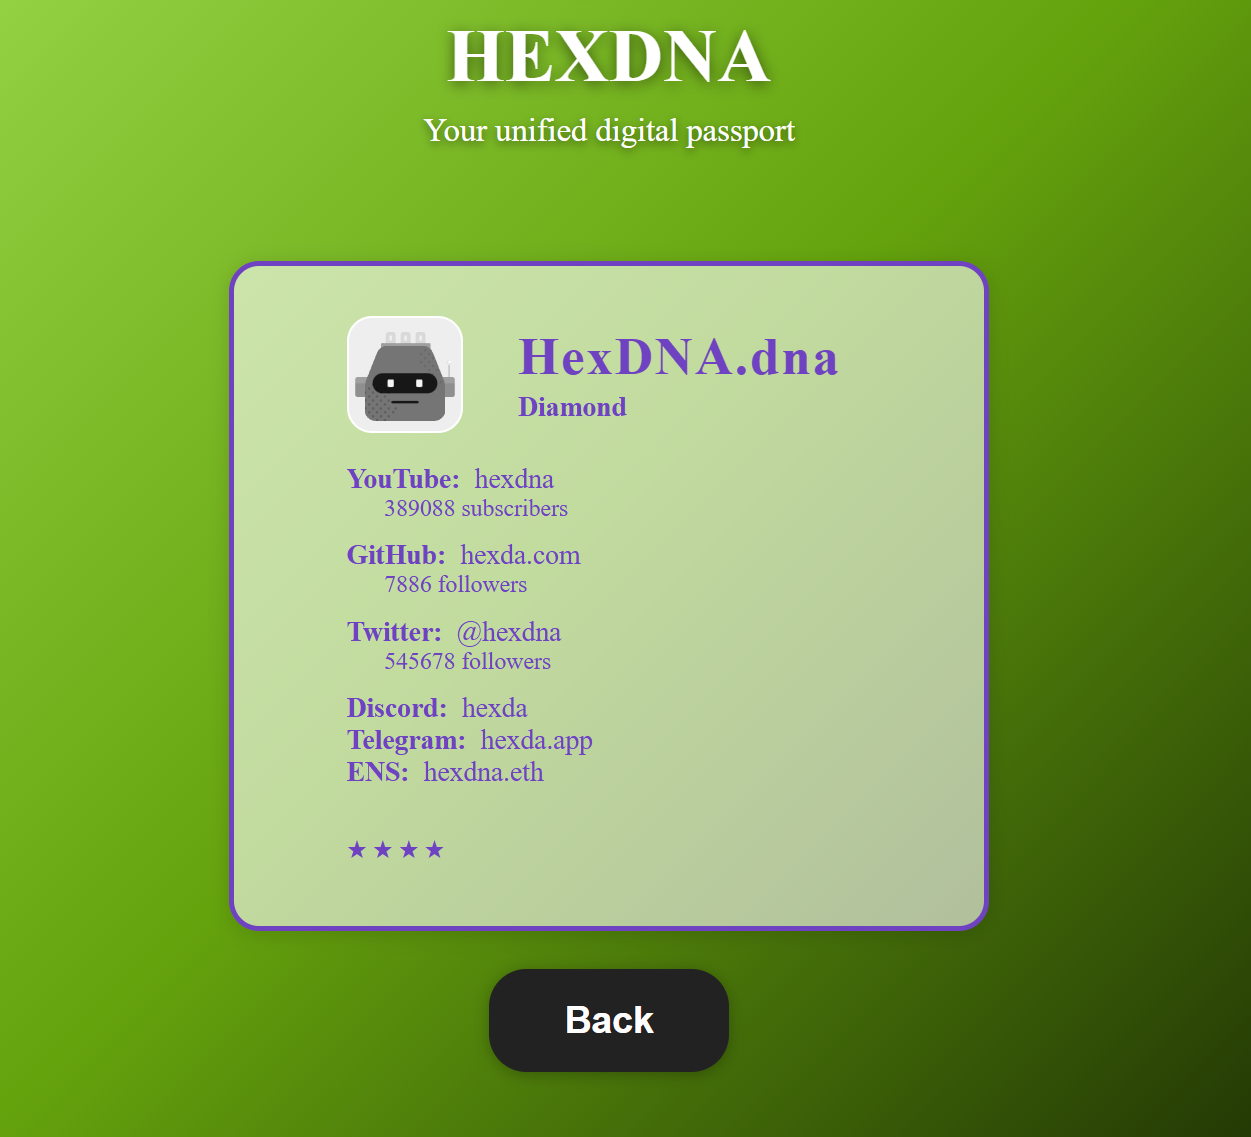 HEXDNA
Your unified digital passport
HexDNA.dna
Diamond
YouTube: hexdna
389088 subscribers
GitHub: hexda.com
7886 followers
Twitter: @hexdna
545678 followers
Discord: hexda
Telegram: hexda.app
ENS: hexdna.eth
★ ★ ★ ★
Back